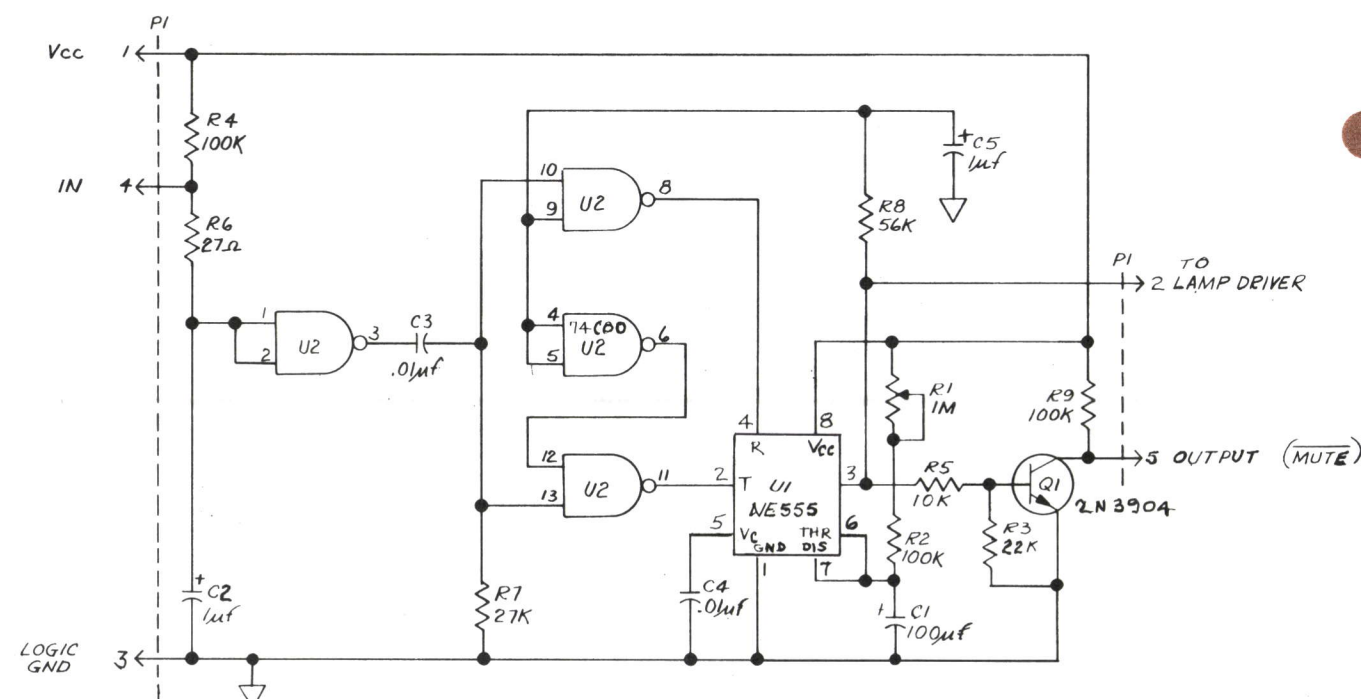 P1
Vcc 1
R4
100K
IN 4
R6
27Ω
1
2
U2
3
C3
.01μf
C2
+
1μf
LOGIC
GND 3
10
9
U2
8
4
5
74C00
U2
6
12
13
U2
11
R7
27K
+
C5
1μf
R8
56K
P1
2 TO
LAMP DRIVER
4
8
R
Vcc
2
T
U1
3
NE555
5
Vc
GND
THR
DIS
6
1
7
C4
.01μf
R1
1M
R2
100K
+
C1
100μf
R5
10K
R3
22K
Q1
2N3904
R9
100K
5 OUTPUT (MUTE)